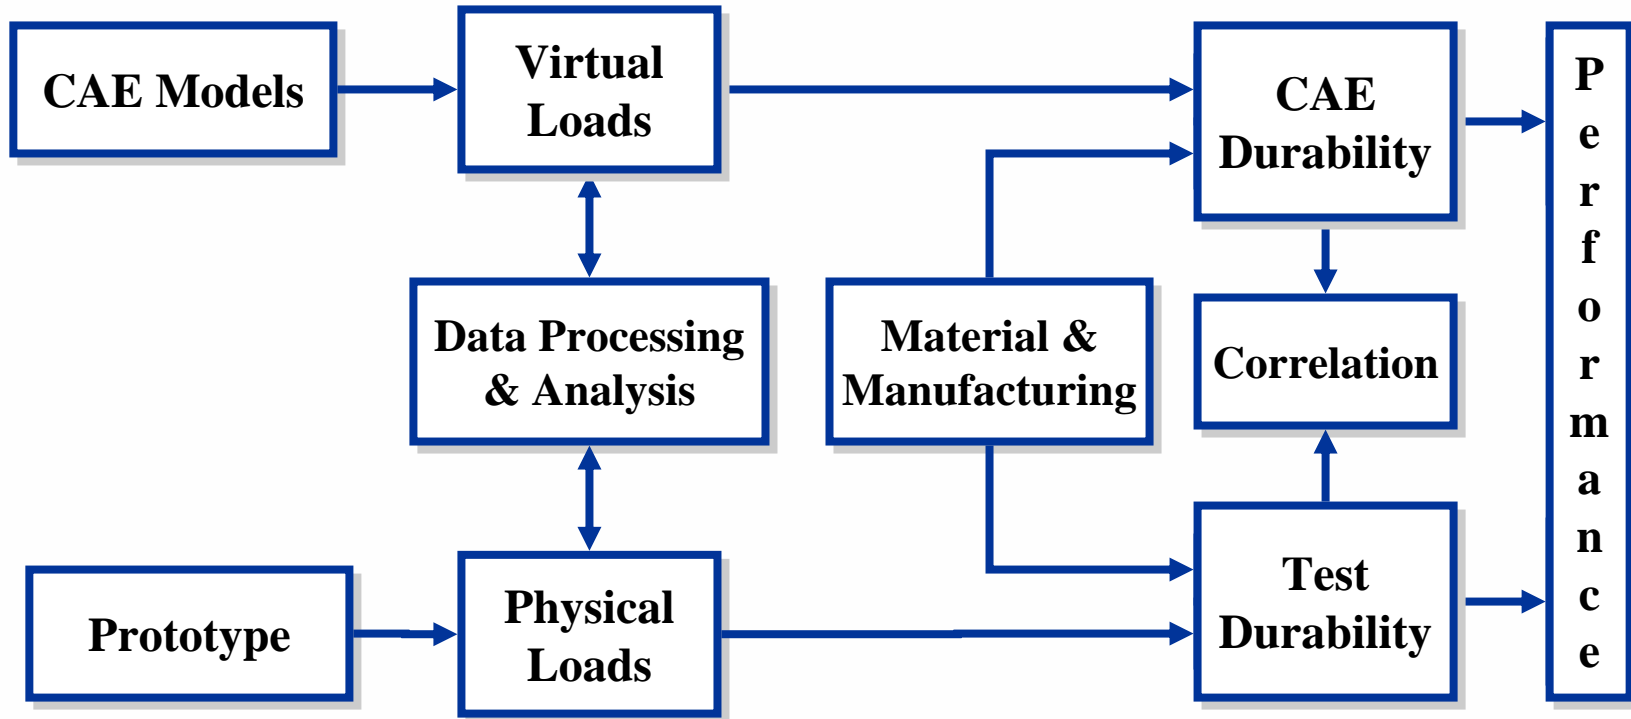 CAE Models
Virtual
Loads
CAE
Durability
Data Processing
& Analysis
Material &
Manufacturing
Correlation
Prototype
Physical
Loads
Test
Durability
P
e
r
f
o
r
m
a
n
c
e